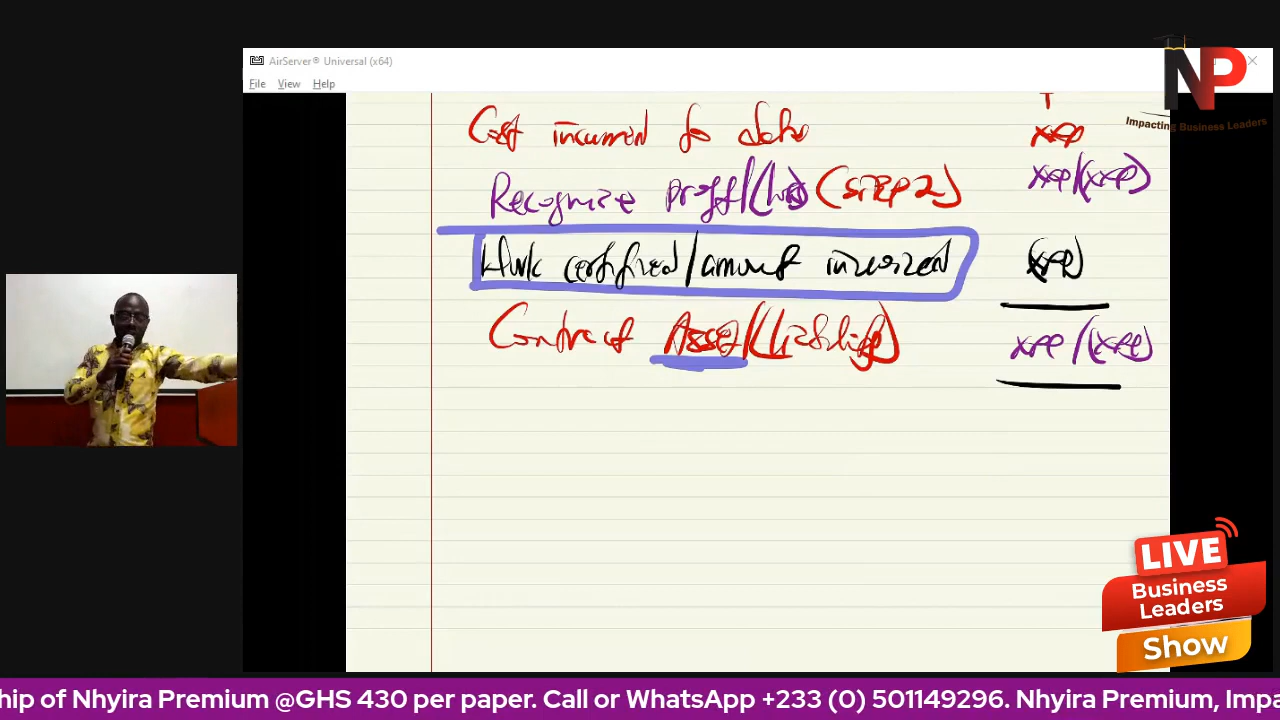 AirServer® Universal (x64)
File View Help
NP
Impacting Business Leaders
Cost incurred to date xxx
Recognize profit/(loss) (STEP 2) xxx/(xxx)
Work certified/amount invoiced (xxx)
Contract Asset/(Liability) xxx/(xxx)
LIVE
Business
Leaders
Show
ship of Nhyira Premium @GHS 430 per paper. Call or WhatsApp +233 (0) 501149296. Nhyira Premium, Impa